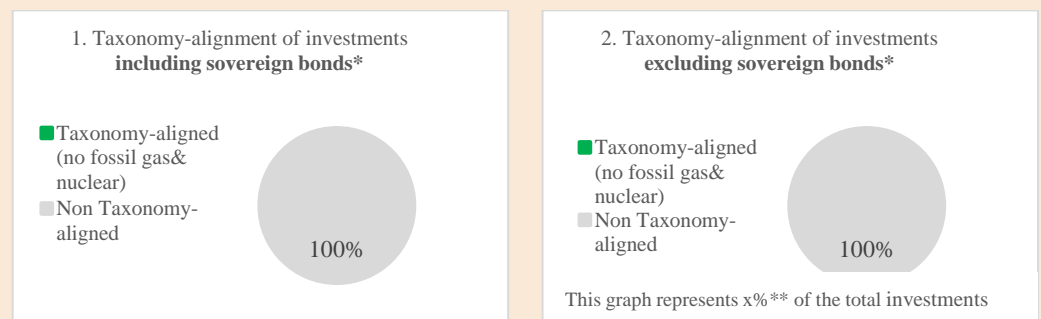 1. Taxonomy-alignment of investments
including sovereign bonds*
Taxonomy-aligned
(no fossil gas&
nuclear)
Non Taxonomy-
aligned
100%
2. Taxonomy-alignment of investments
excluding sovereign bonds*
Taxonomy-aligned
(no fossil gas&
nuclear)
Non Taxonomy-
aligned
100%
This graph represents x%** of the total investments